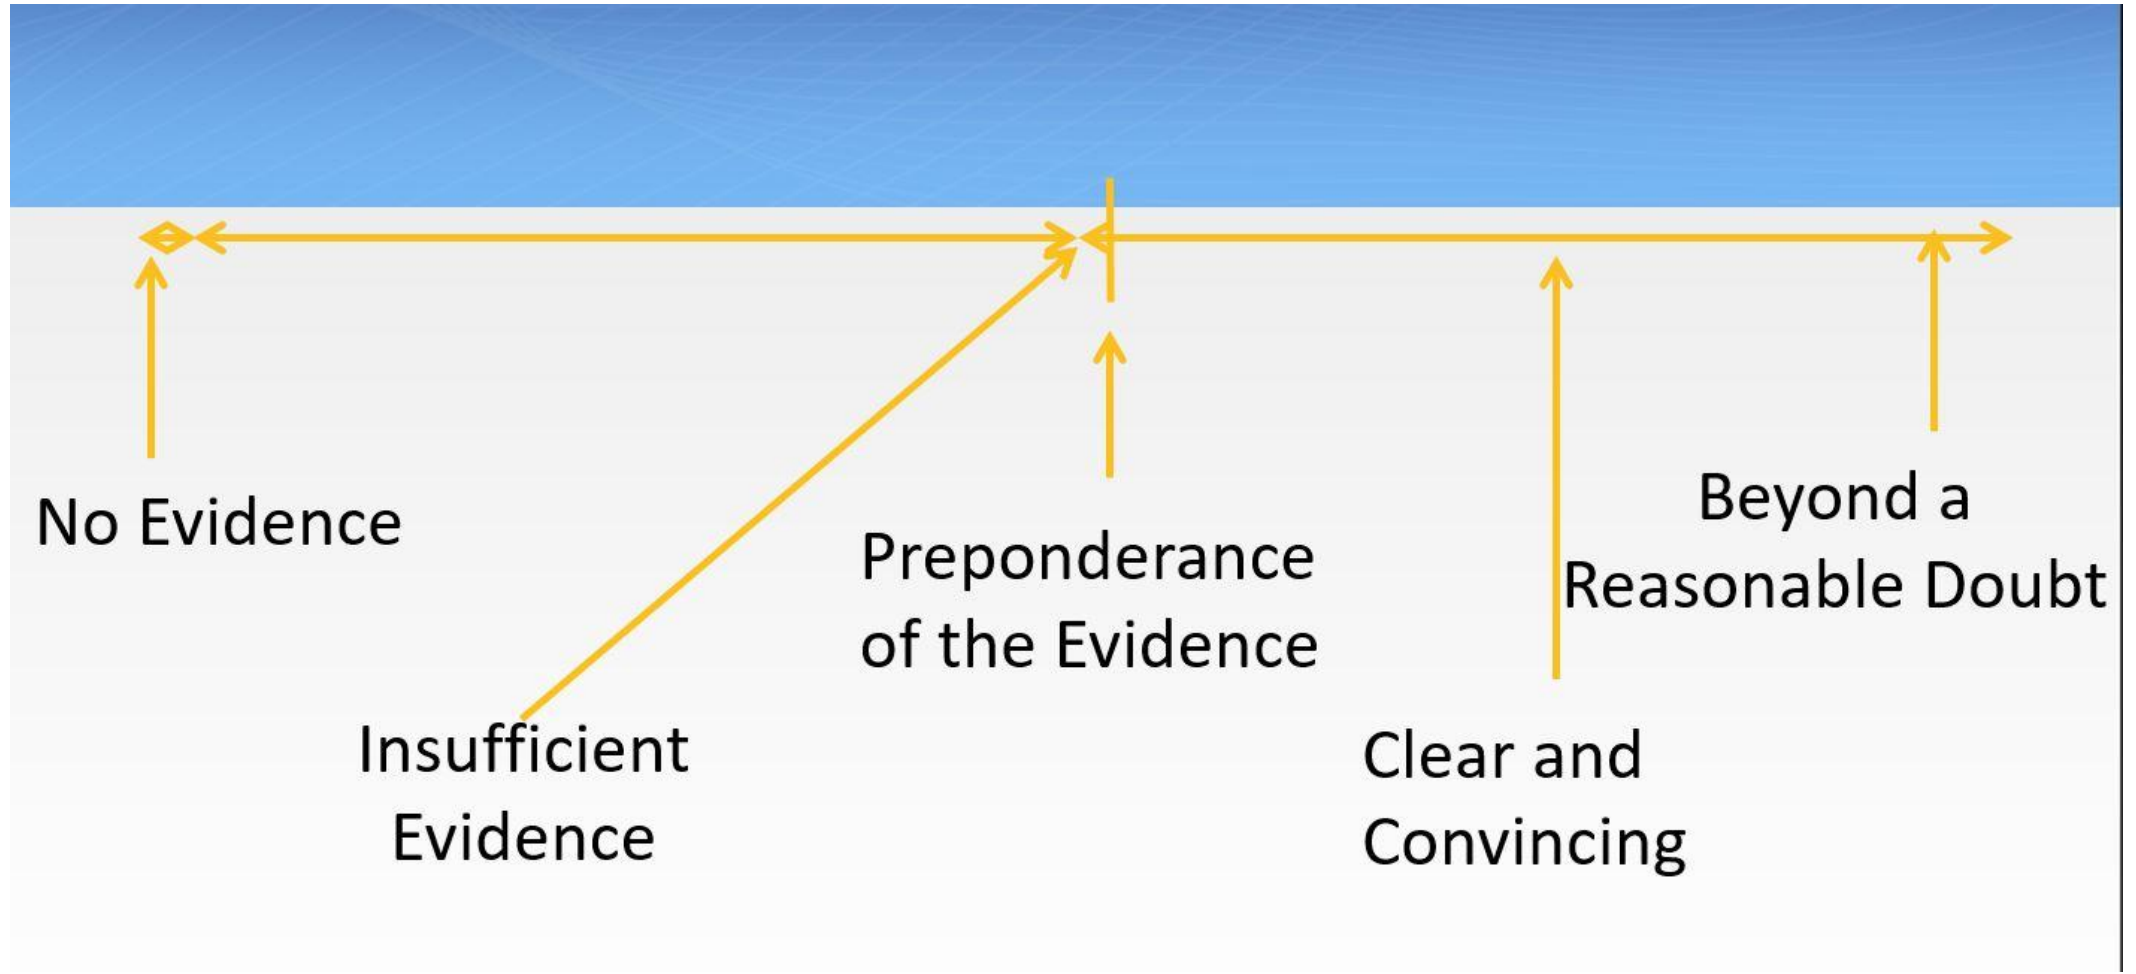 No Evidence
Insufficient
Evidence
Preponderance
of the Evidence
Clear and
Convincing
Beyond a
Reasonable Doubt